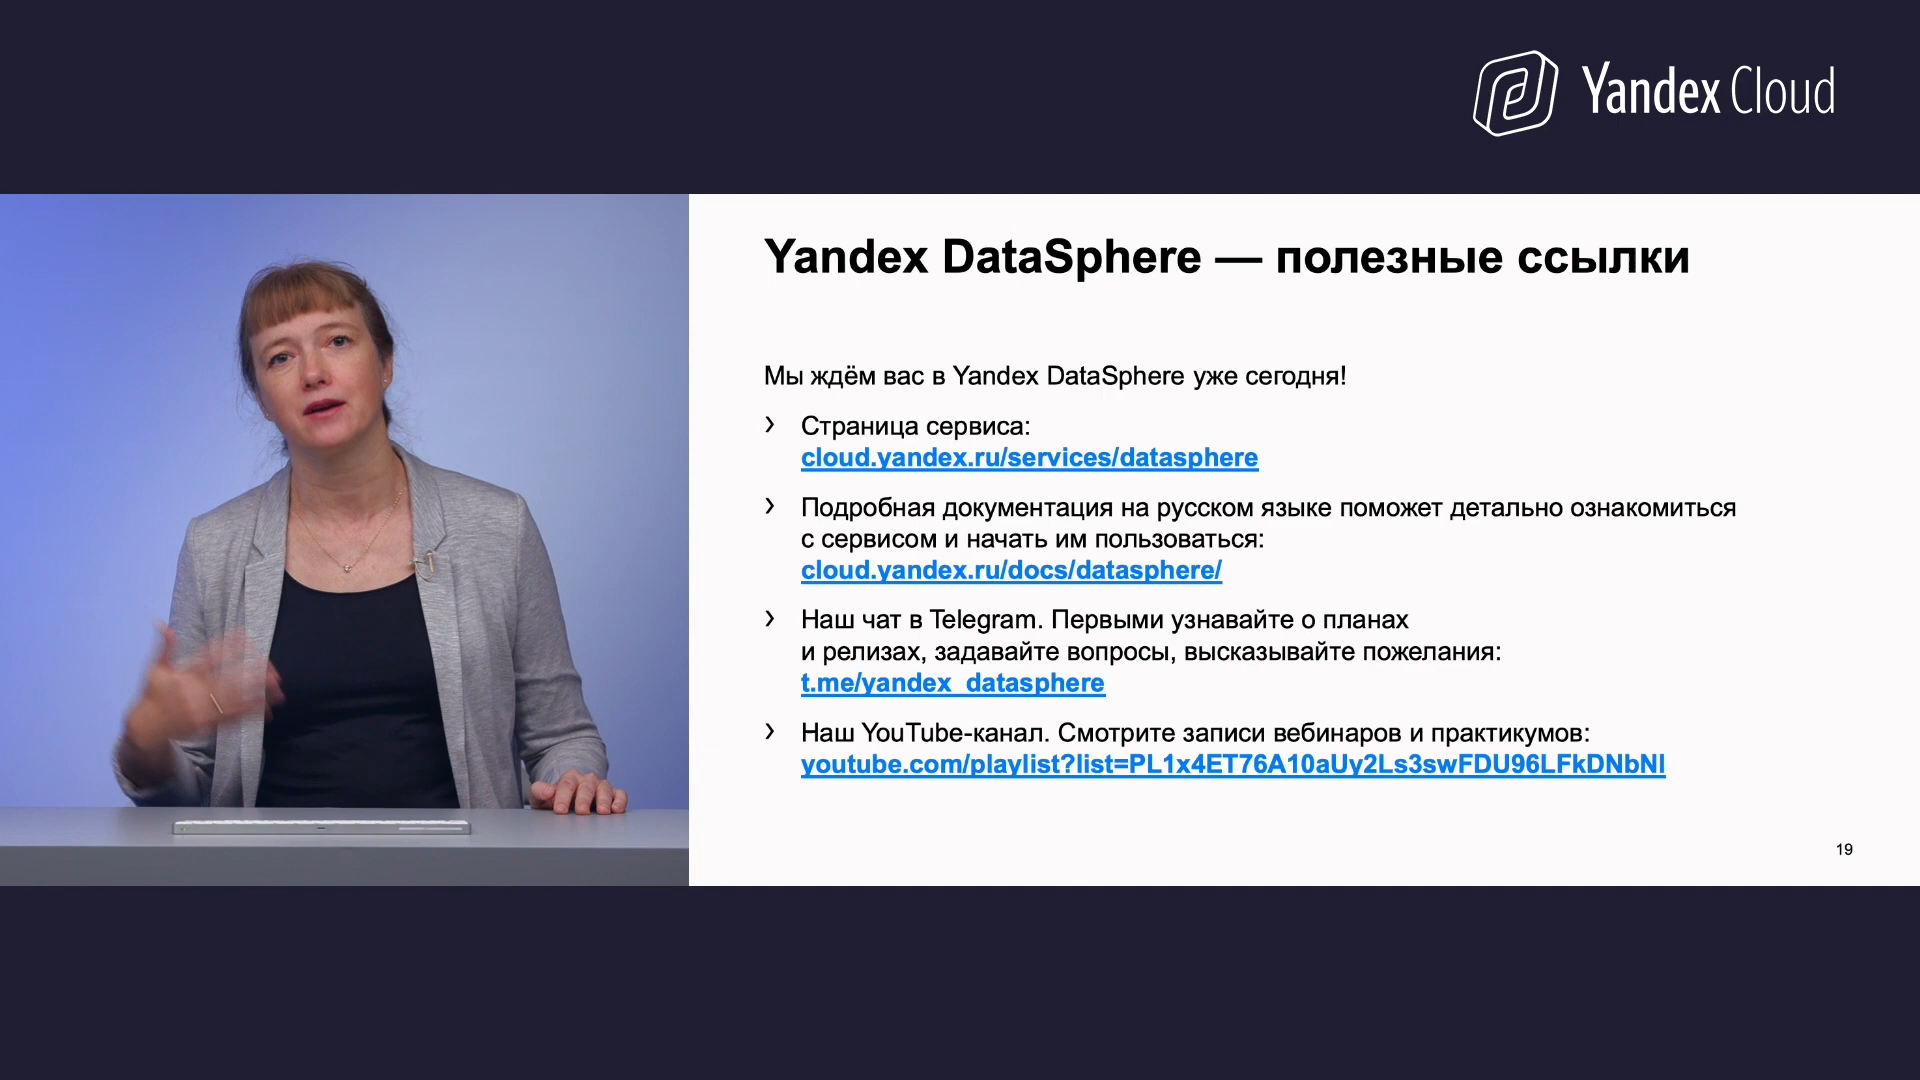 Yandex Cloud
Yandex DataSphere — полезные ссылки
Мы ждём вас в Yandex DataSphere уже сегодня!
› Страница сервиса:
cloud.yandex.ru/services/datasphere
› Подробная документация на русском языке поможет детально ознакомиться
с сервисом и начать им пользоваться:
cloud.yandex.ru/docs/datasphere/
› Наш чат в Telegram. Первыми узнавайте о планах
и релизах, задавайте вопросы, высказывайте пожелания:
t.me/yandex_datasphere
› Наш YouTube-канал. Смотрите записи вебинаров и практикумов:
youtube.com/playlist?list=PL1x4ET76A10aUy2Ls3swFDU96LFkDNbNl
19